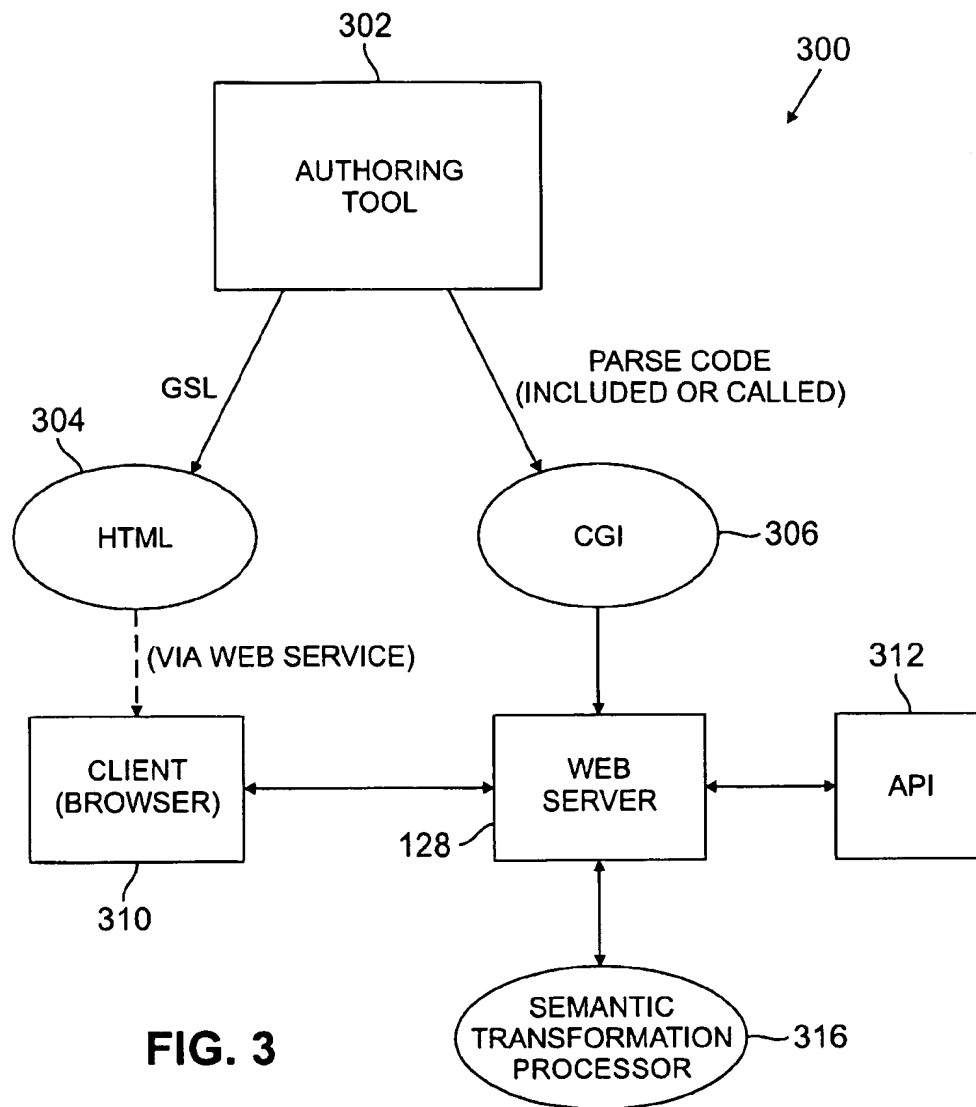 302
300
AUTHORING
TOOL
GSL
PARSE CODE
(INCLUDED OR CALLED)
304
HTML
CGI
306
(VIA WEB SERVICE)
312
CLIENT
(BROWSER)
WEB
SERVER
API
128
310
SEMANTIC
TRANSFORMATION
PROCESSOR
316
FIG. 3